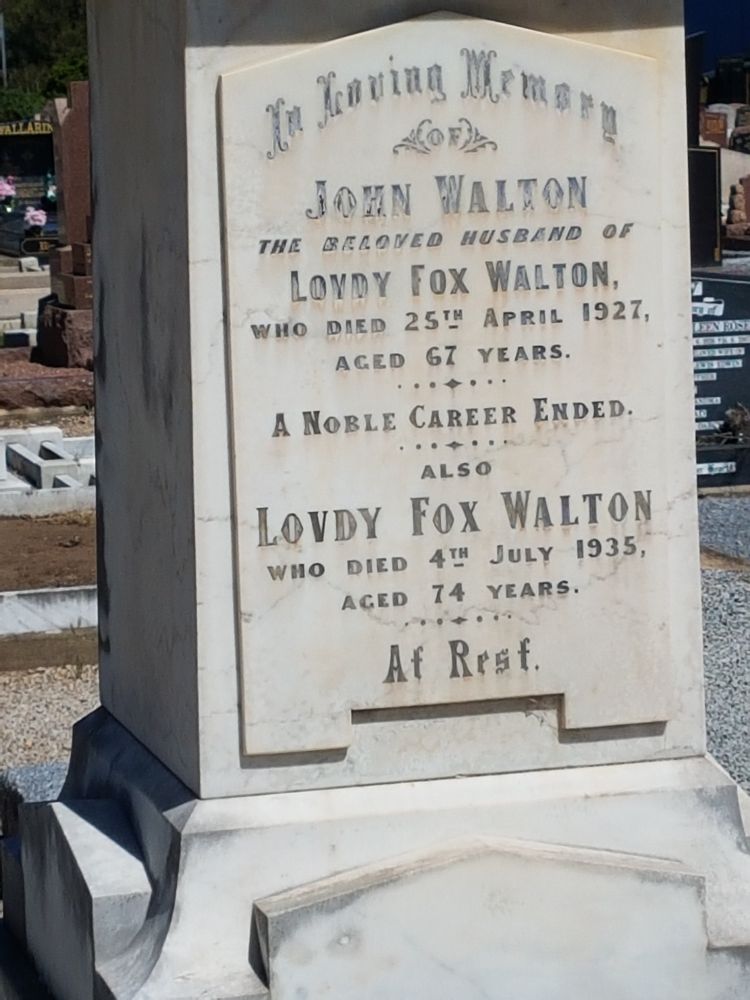 In Loving Memory
OF
JOHN WALTON
THE BELOVED HUSBAND OF
LOVDY FOX WALTON,
WHO DIED 25TH APRIL 1927,
AGED 67 YEARS.
A NOBLE CAREER ENDED.
ALSO
LOVDY FOX WALTON
WHO DIED 4TH JULY 1935,
AGED 74 YEARS.
At Rest.
WALLARIN